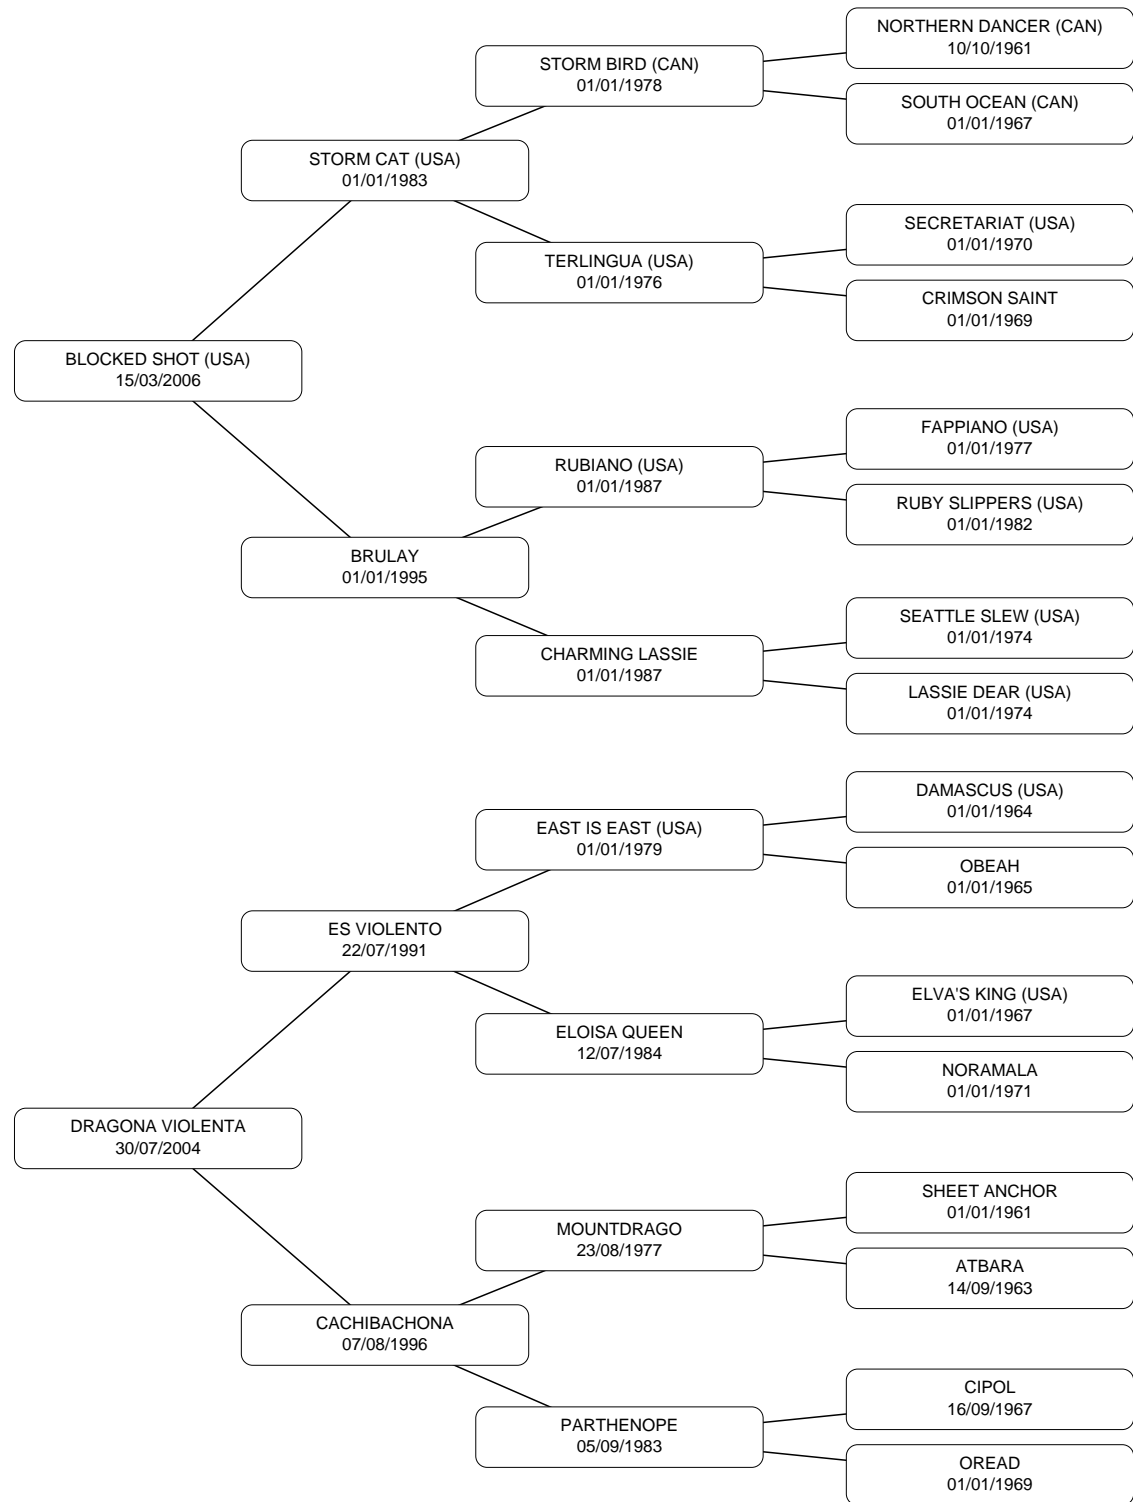 NORTHERN DANCER (CAN)
10/10/1961
STORM BIRD (CAN)
01/01/1978
SOUTH OCEAN (CAN)
01/01/1967
STORM CAT (USA)
01/01/1983
SECRETARIAT (USA)
01/01/1970
TERLINGUA (USA)
01/01/1976
CRIMSON SAINT
01/01/1969
BLOCKED SHOT (USA)
15/03/2006
FAPPIANO (USA)
01/01/1977
RUBIANO (USA)
01/01/1987
RUBY SLIPPERS (USA)
01/01/1982
BRULAY
01/01/1995
SEATTLE SLEW (USA)
01/01/1974
CHARMING LASSIE
01/01/1987
LASSIE DEAR (USA)
01/01/1974
DAMASCUS (USA)
01/01/1964
EAST IS EAST (USA)
01/01/1979
OBEAH
01/01/1965
ES VIOLENTO
22/07/1991
ELVA'S KING (USA)
01/01/1967
ELOISA QUEEN
12/07/1984
NORAMALA
01/01/1971
DRAGONA VIOLENTA
30/07/2004
SHEET ANCHOR
01/01/1961
MOUNTDRAGO
23/08/1977
ATBARA
14/09/1963
CACHIBACHONA
07/08/1996
CIPOL
16/09/1967
PARTHENOPE
05/09/1983
OREAD
01/01/1969